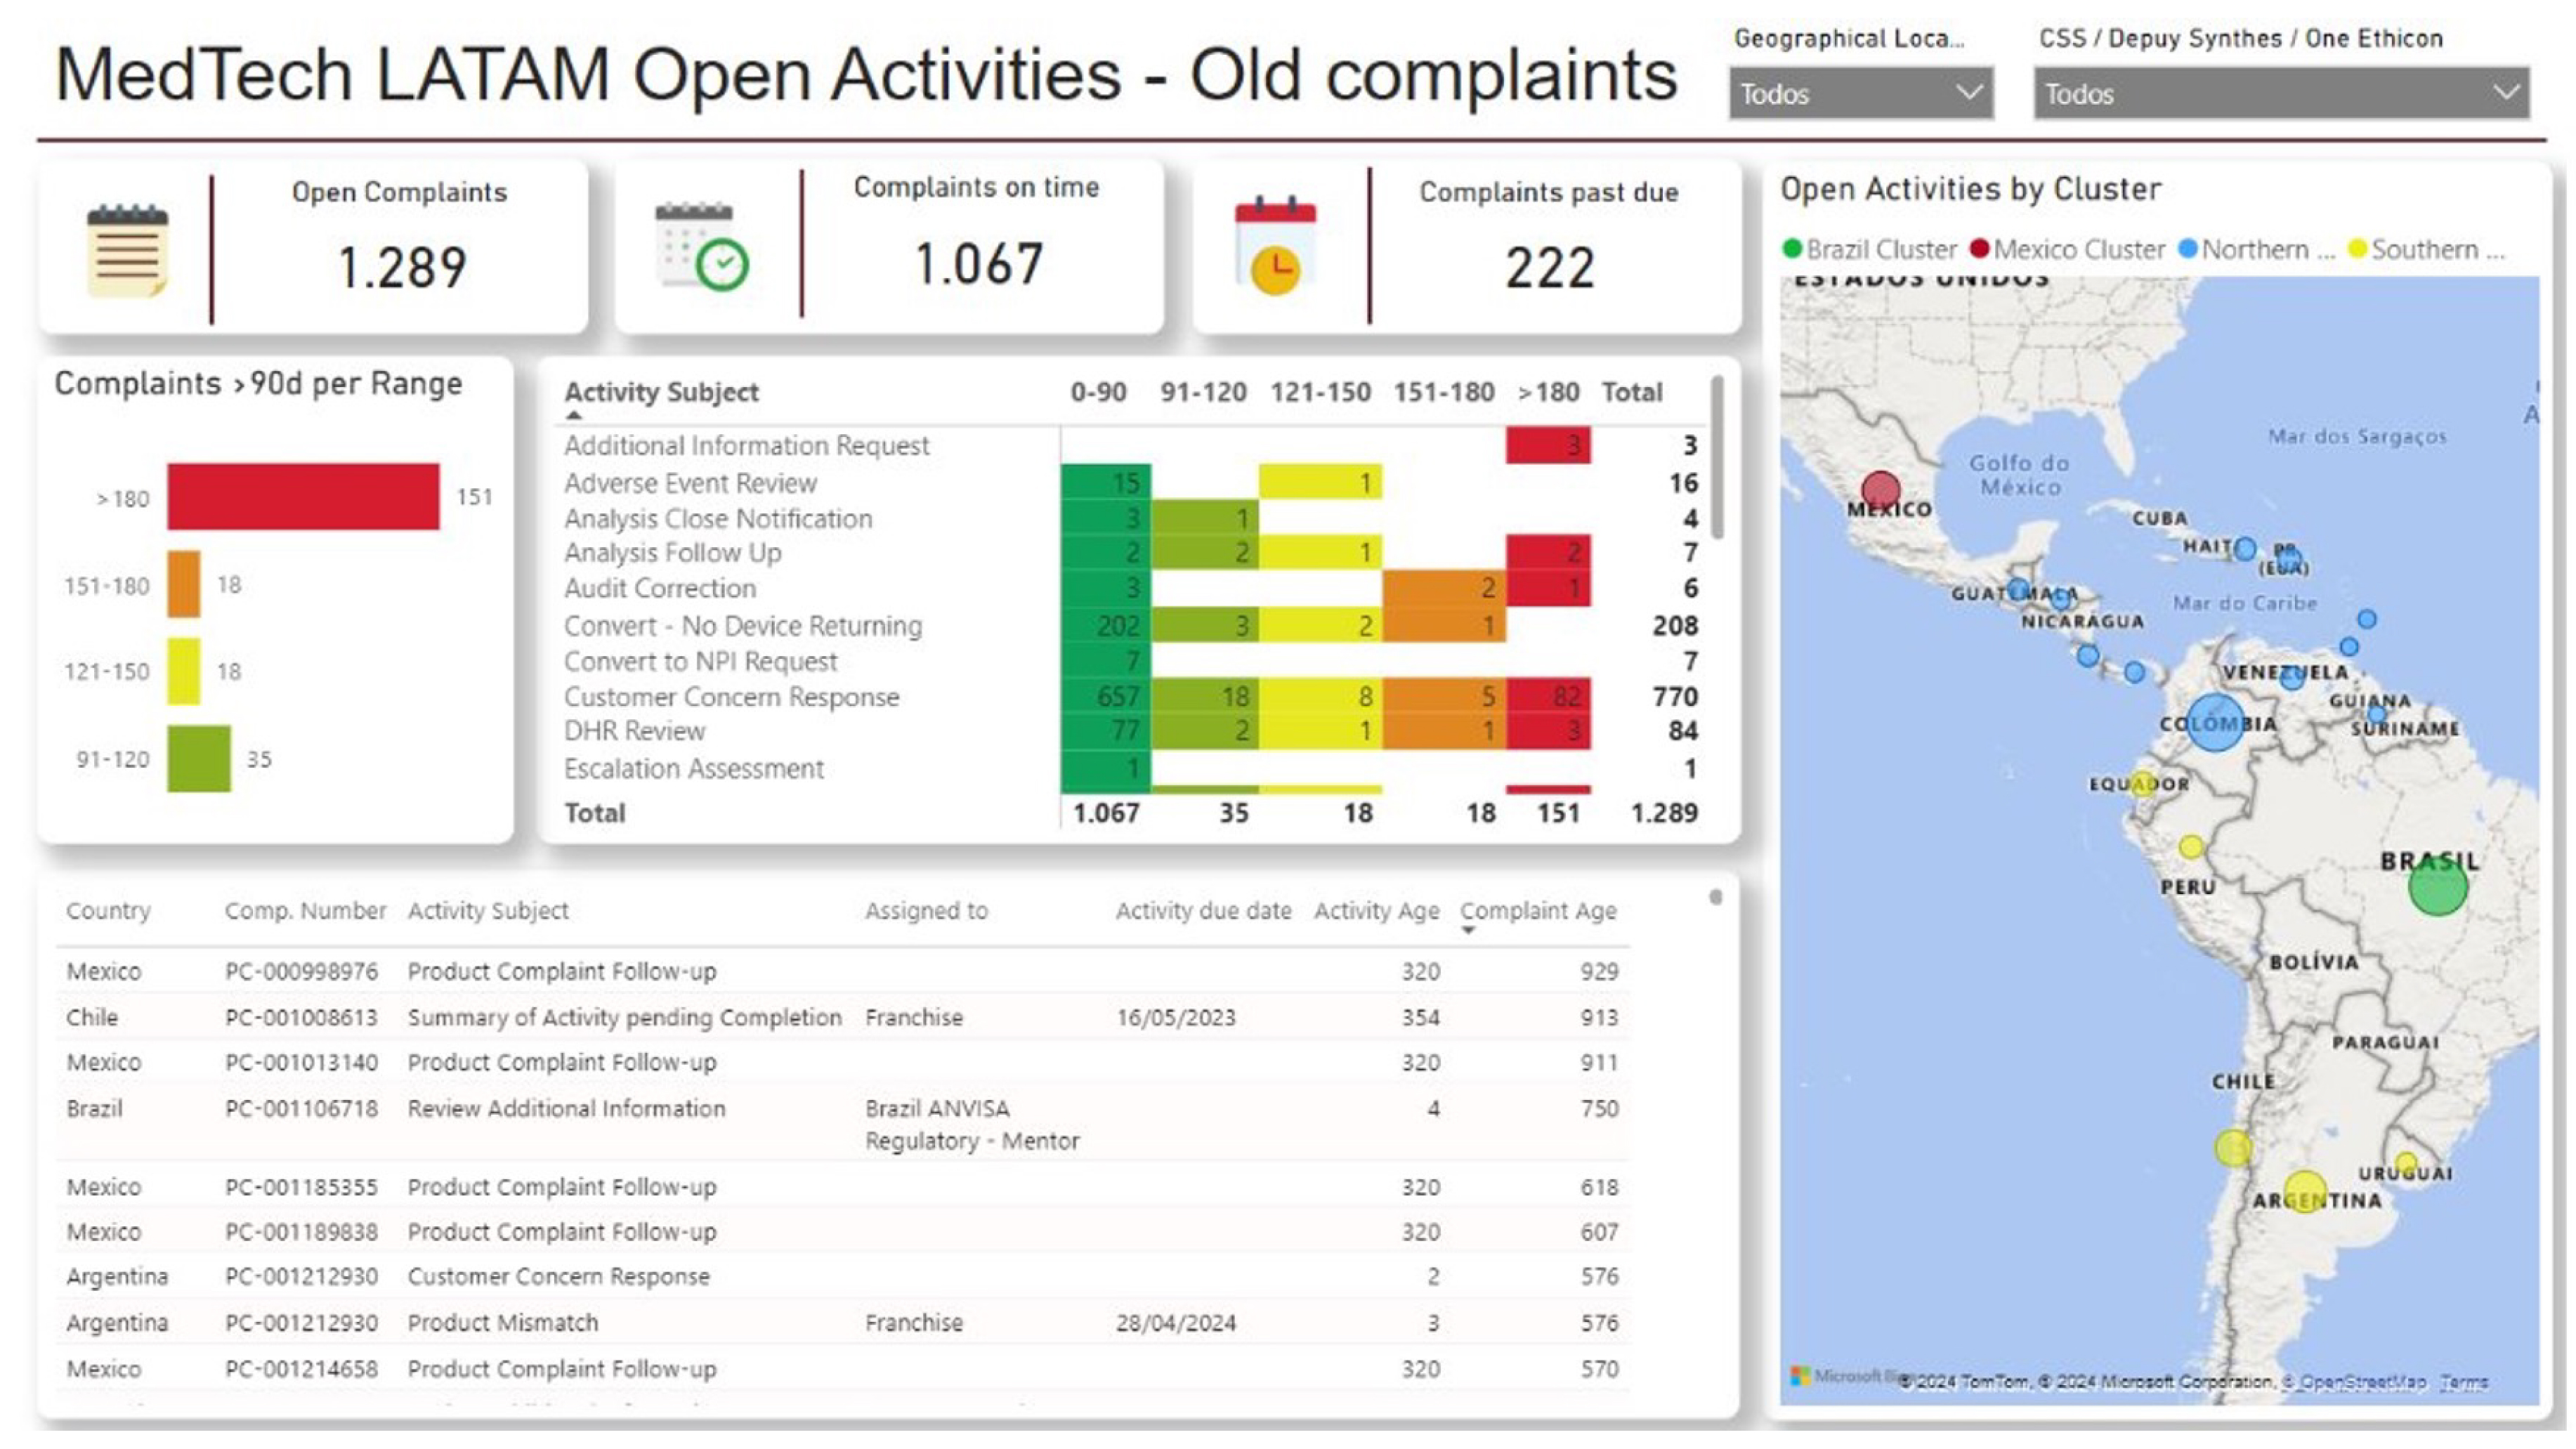 MedTech LATAM Open Activities - Old complaints
Geographical Loca...
Todos
CSS / Depuy Synthes / One Ethicon
Todos
Open Complaints
1.289
Complaints on time
1.067
Complaints past due
222
Complaints >90d per Range
>180 151
151-180 18
121-150 18
91-120 35
Activity Subject 0-90 91-120 121-150 151-180 >180 Total
Additional Information Request 3 3
Adverse Event Review 15 1 16
Analysis Close Notification 3 1 4
Analysis Follow Up 2 2 1 2 7
Audit Correction 3 2 1 6
Convert - No Device Returning 202 3 2 1 208
Convert to NPI Request 7 7
Customer Concern Response 657 18 8 5 82 770
DHR Review 77 2 1 1 3 84
Escalation Assessment 1 1
Total 1.067 35 18 18 151 1.289
Country Comp. Number Activity Subject Assigned to Activity due date Activity Age Complaint Age
Mexico PC-000998976 Product Complaint Follow-up 320 929
Chile PC-001008613 Summary of Activity pending Completion Franchise 16/05/2023 354 913
Mexico PC-001013140 Product Complaint Follow-up 320 911
Brazil PC-001106718 Review Additional Information Brazil ANVISA 4 750
Regulatory - Mentor
Mexico PC-001185355 Product Complaint Follow-up 320 618
Mexico PC-001189838 Product Complaint Follow-up 320 607
Argentina PC-001212930 Customer Concern Response 2 576
Argentina PC-001212930 Product Mismatch Franchise 28/04/2024 3 576
Mexico PC-001214658 Product Complaint Follow-up 320 570
Open Activities by Cluster
Brazil Cluster Mexico Cluster Northern ... Southern ...
ESTADOS UNIDOS
Mar dos Sargaços
Golfo do
México
MÉXICO
CUBA
HAITI
PR
(EUA)
GUATEMALA
Mar do Caribe
NICARÁGUA
VENEZUELA
GUIANA
COLÔMBIA
SURINAME
EQUADOR
BRASIL
PERU
BOLÍVIA
PARAGUAI
CHILE
URUGUAI
ARGENTINA
Microsoft Bing
© 2024 TomTom, © 2024 Microsoft Corporation, © OpenStreetMap Terms